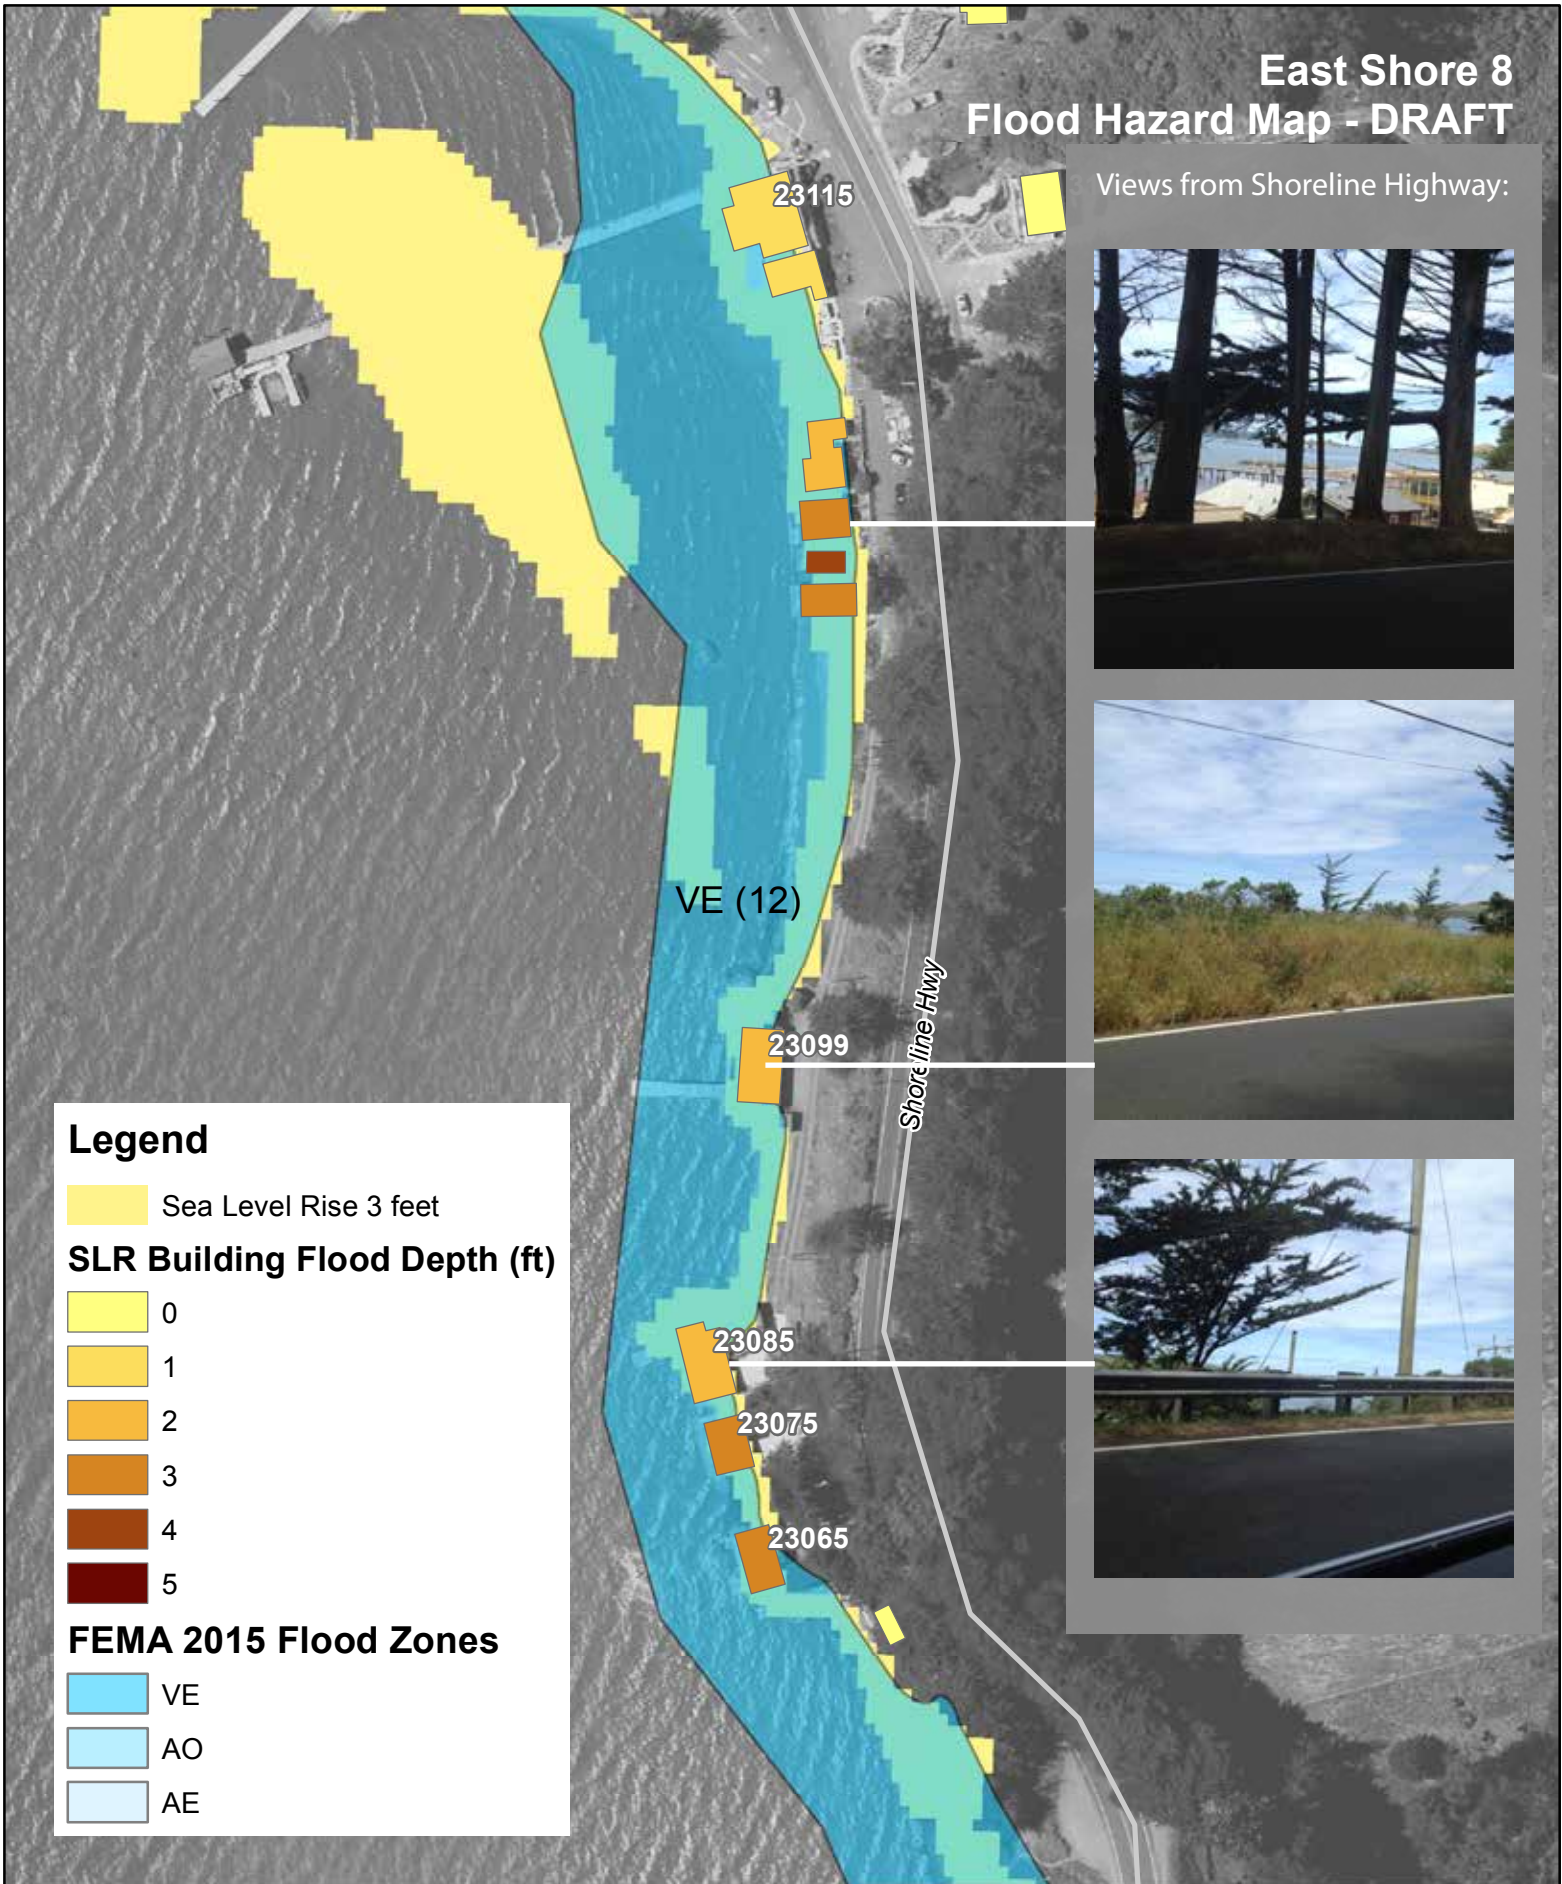 East Shore 8
Flood Hazard Map - DRAFT
Views from Shoreline Highway:
23115
VE (12)
Shoreline Hwy
23099
23085
23075
23065
Legend
Sea Level Rise 3 feet
SLR Building Flood Depth (ft)
0
1
2
3
4
5
FEMA 2015 Flood Zones
VE
AO
AE